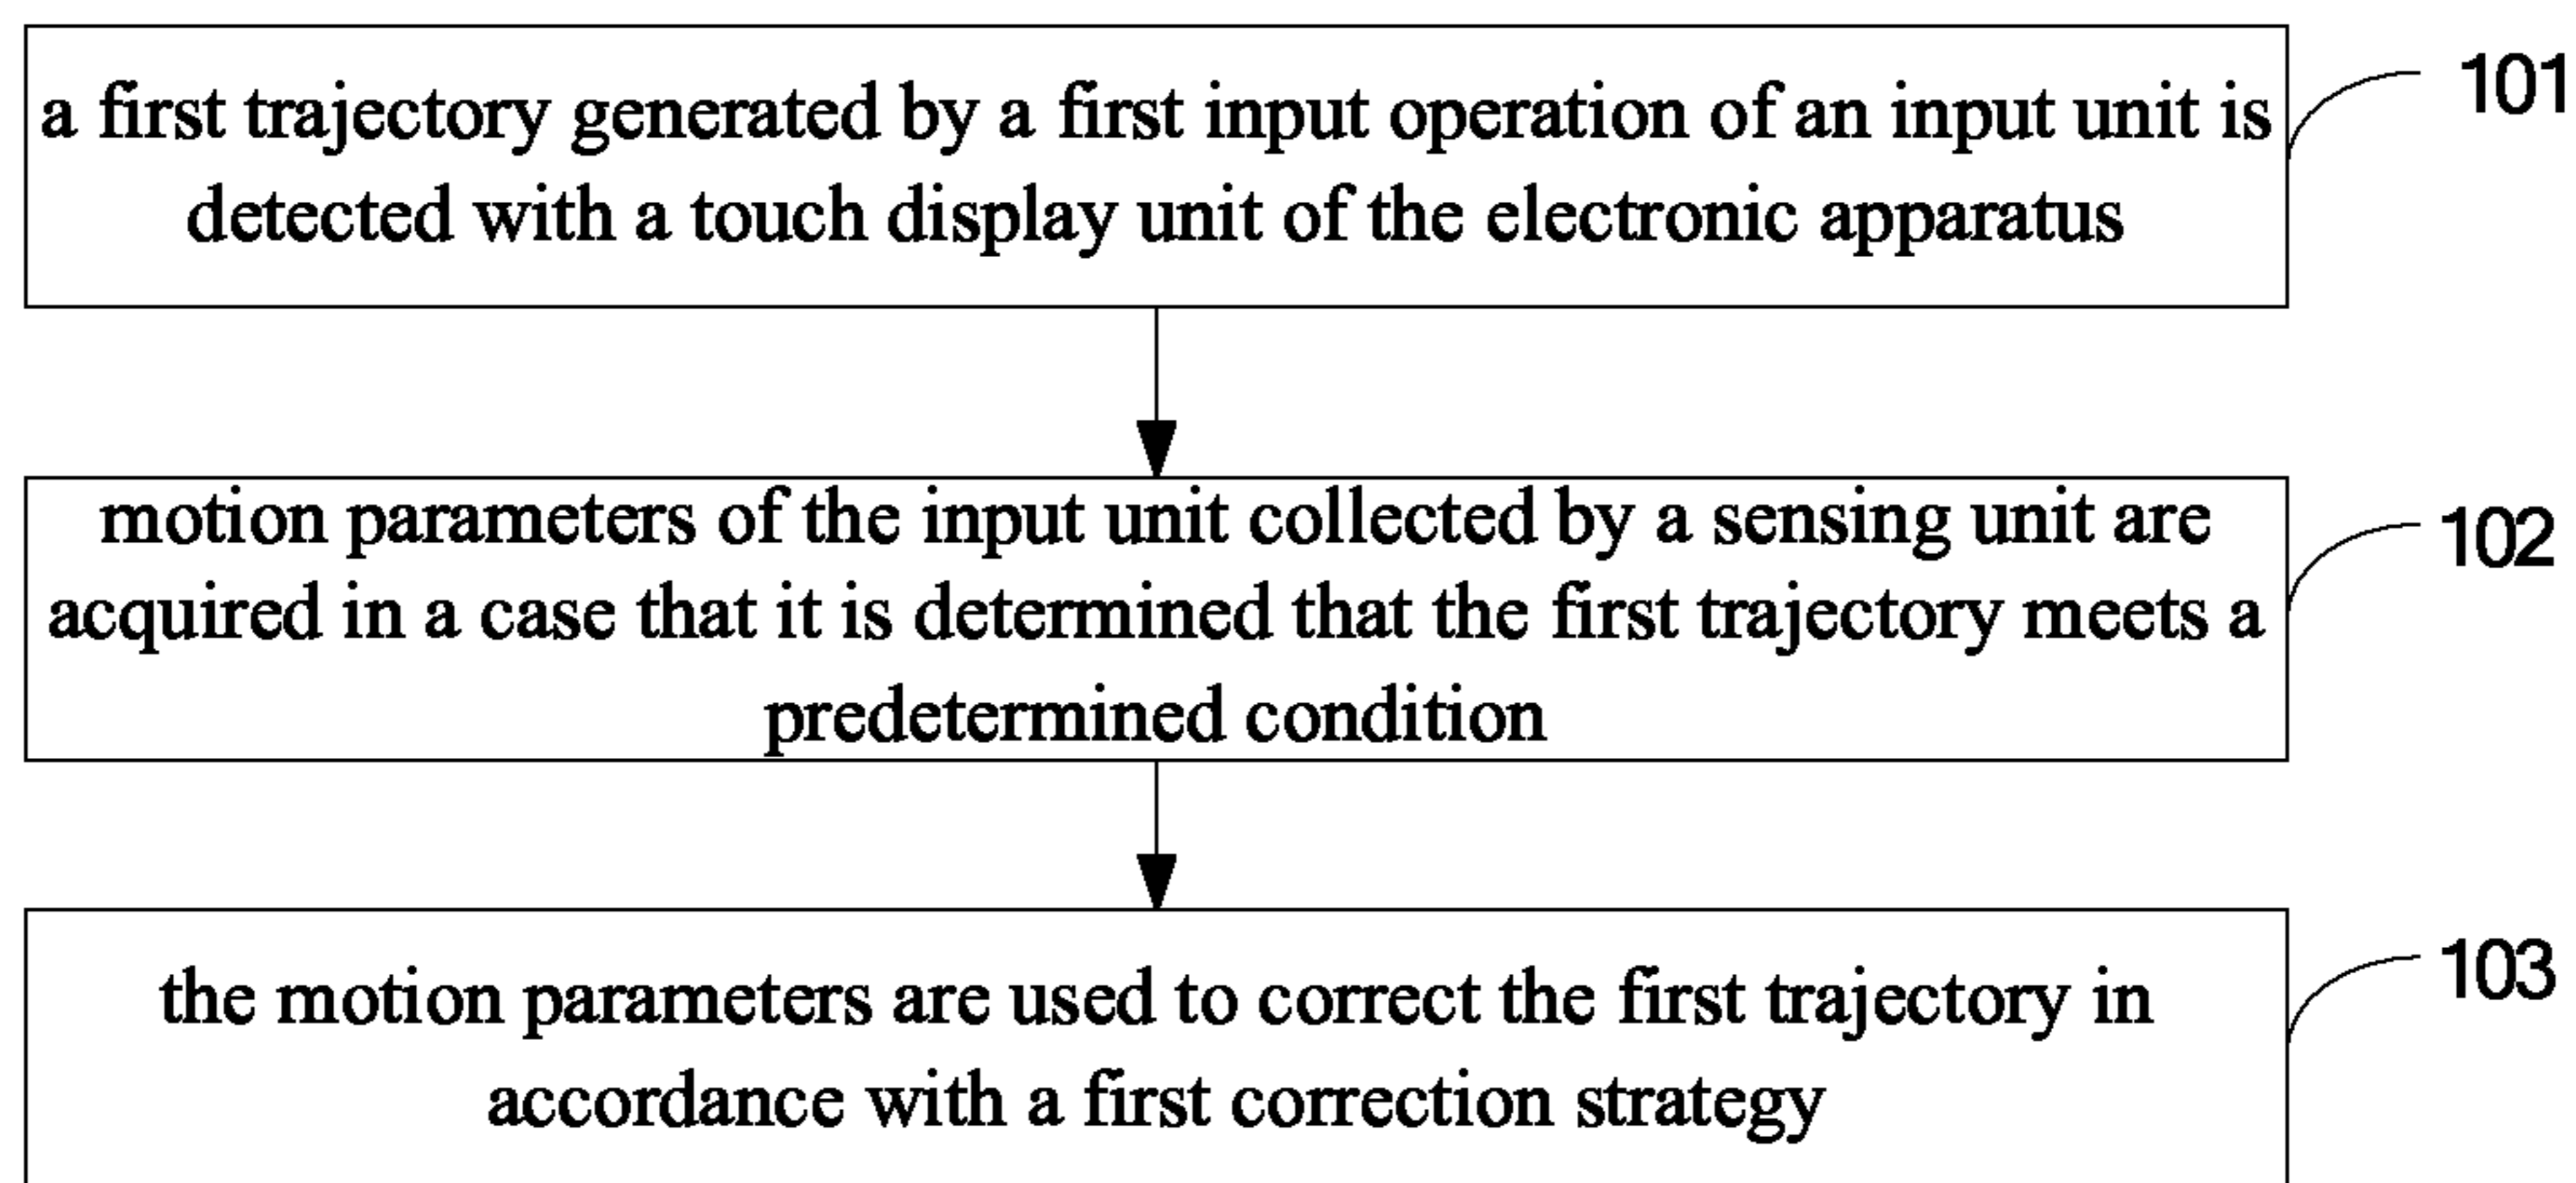 a first trajectory generated by a first input operation of an input unit is
detected with a touch display unit of the electronic apparatus
101
motion parameters of the input unit collected by a sensing unit are
acquired in a case that it is determined that the first trajectory meets a
predetermined condition
102
the motion parameters are used to correct the first trajectory in
accordance with a first correction strategy
103